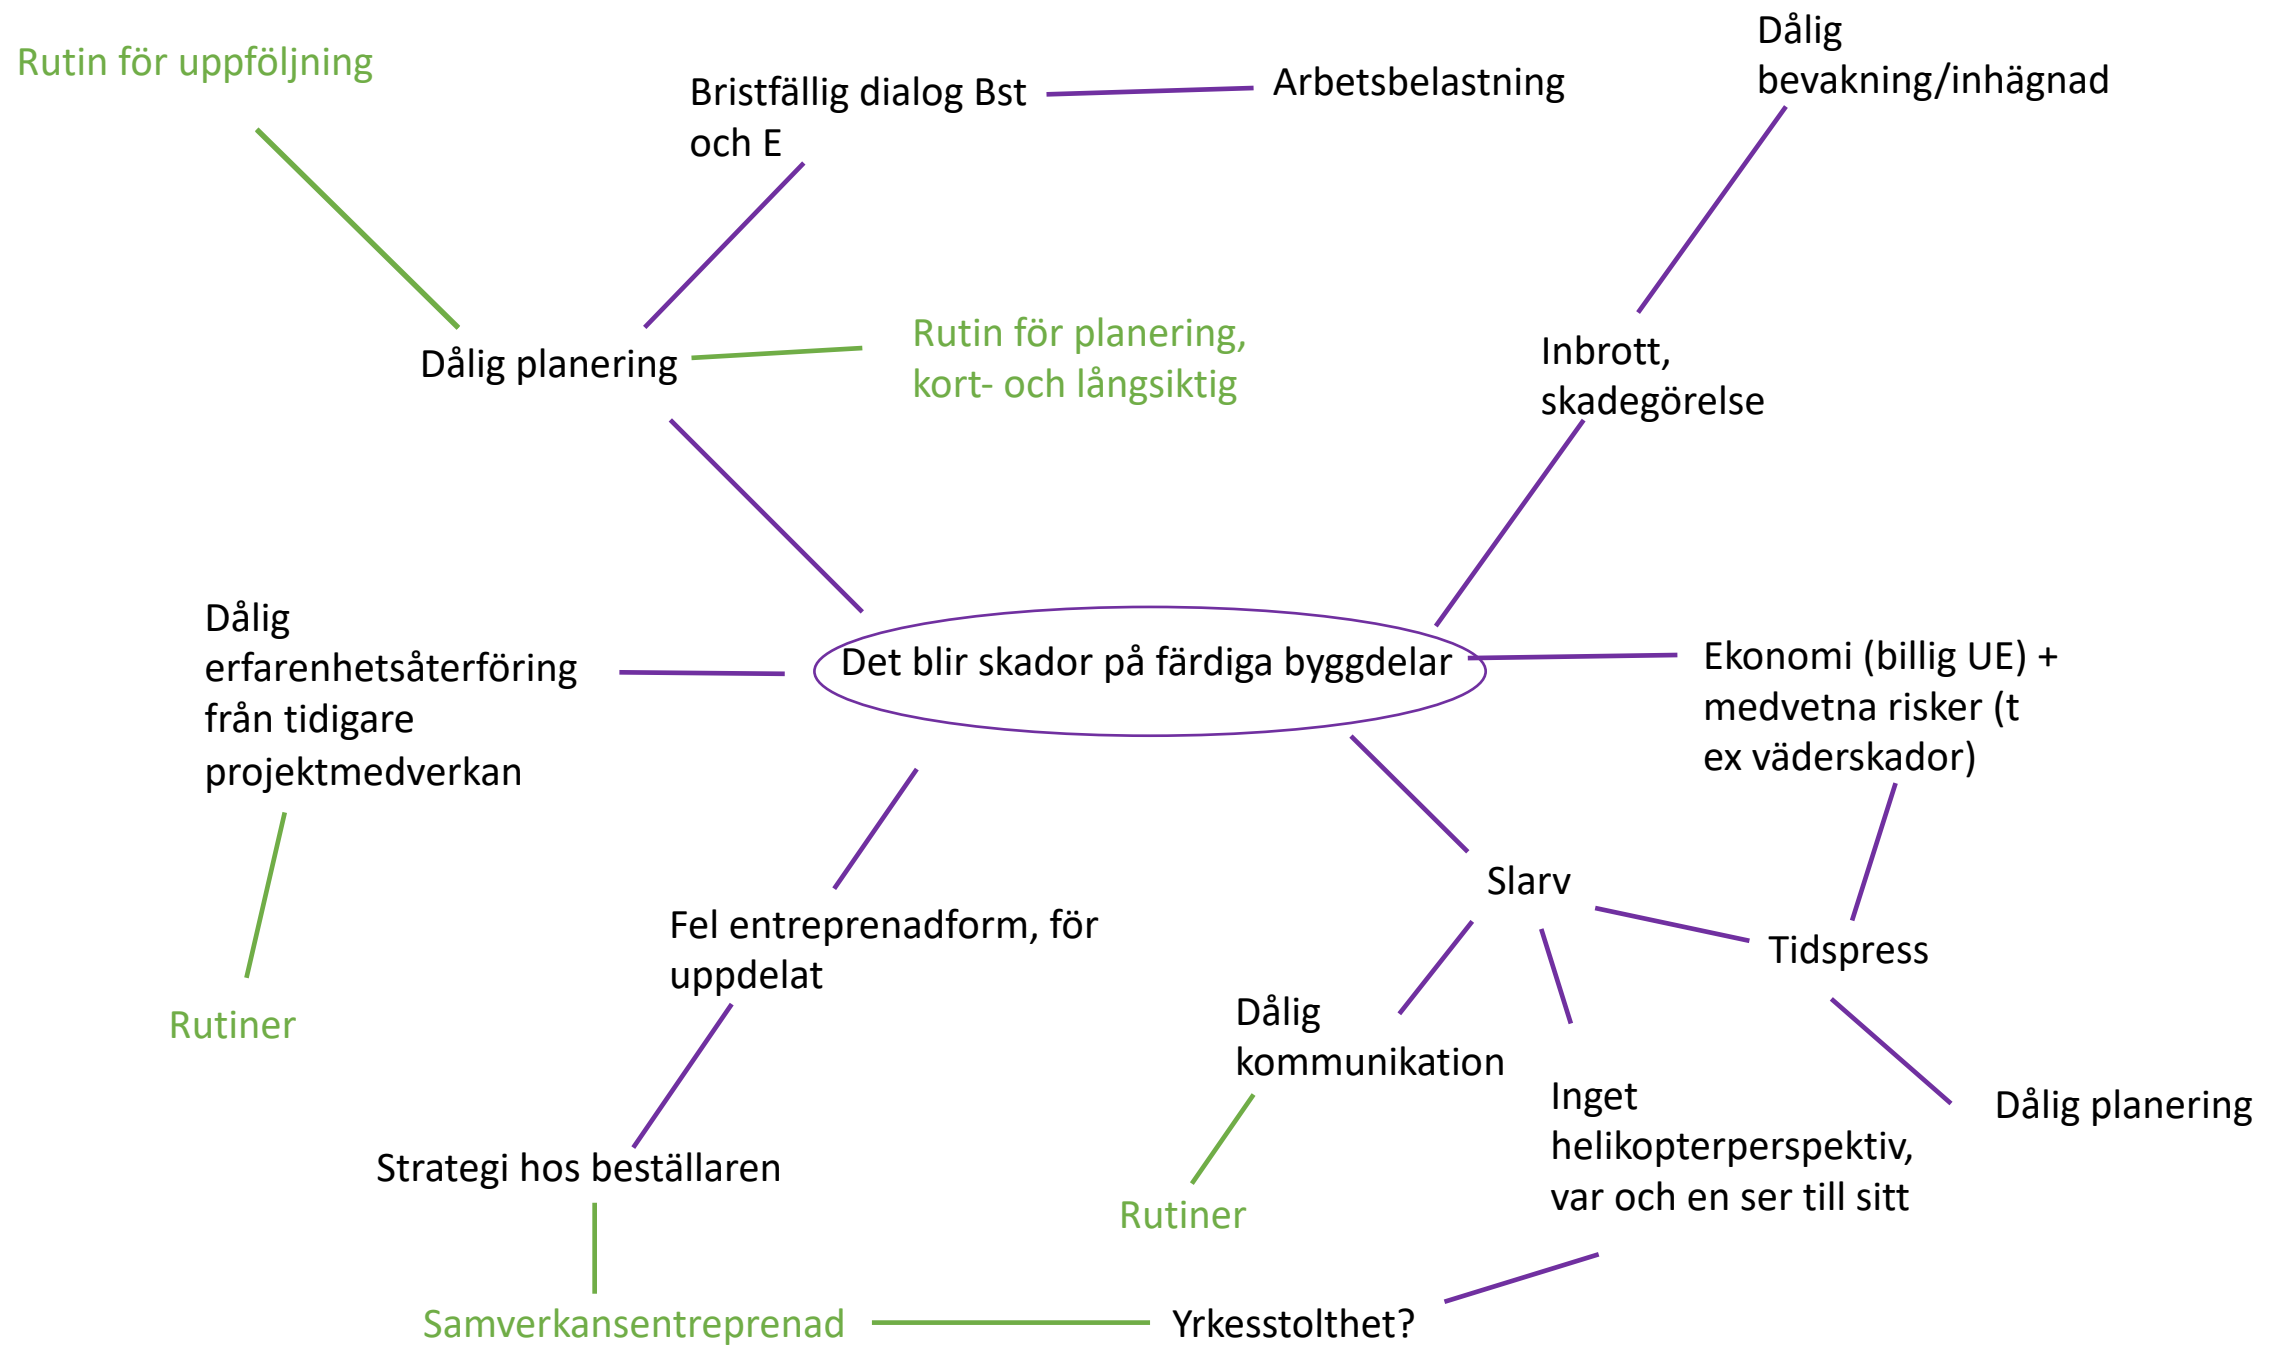 Rutin för uppföljning
Bristfällig dialog Bst
och E
Arbetsbelastning
Dålig
bevakning/inhägnad
Dålig planering
Rutin för planering,
kort- och långsiktig
Inbrott,
skadegörelse
Dålig
erfarenhetsåterföring
från tidigare
projektmedverkan
Det blir skador på färdiga byggdelar
Ekonomi (billig UE) +
medvetna risker (t
ex väderskador)
Slarv
Fel entreprenadform, för
uppdelat
Tidspress
Rutiner
Dålig
kommunikation
Inget
helikopterperspektiv,
var och en ser till sitt
Dålig planering
Strategi hos beställaren
Rutiner
Samverkansentreprenad
Yrkesstolthet?